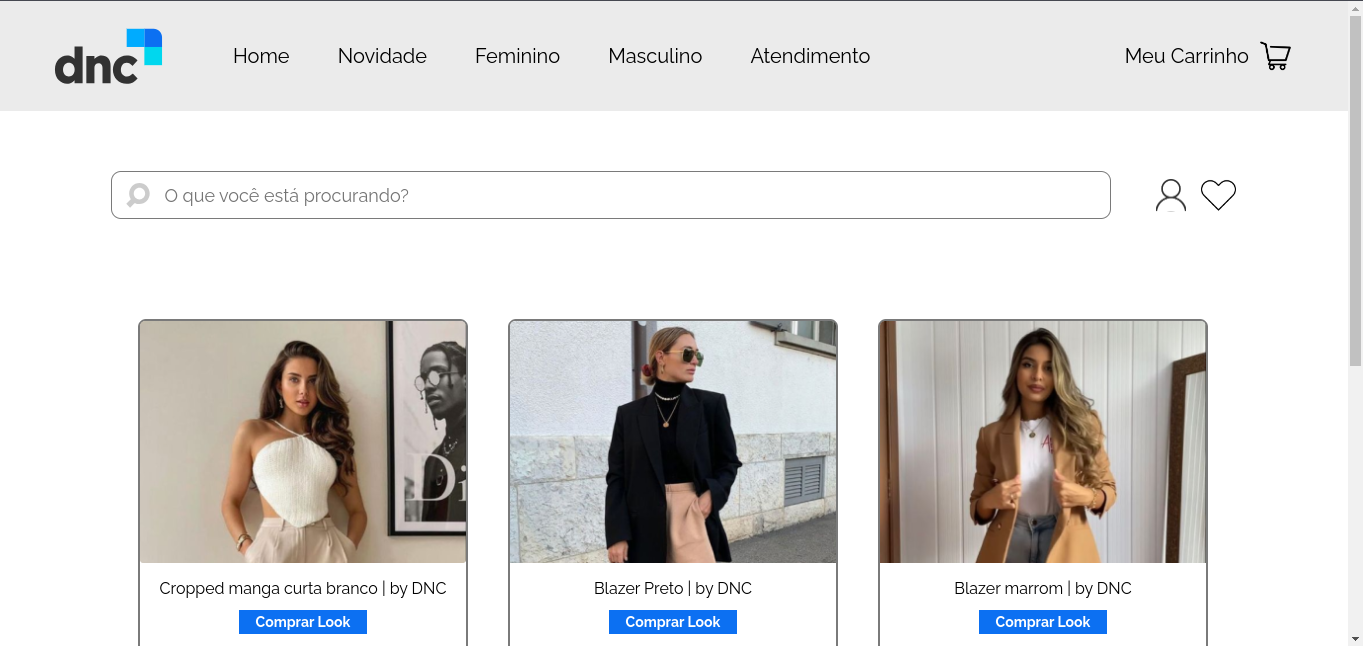 dnc
Home
Novidade
Feminino
Masculino
Atendimento
Meu Carrinho
O que você está procurando?
Di
Cropped manga curta branco | by DNC
Comprar Look
Blazer Preto | by DNC
Comprar Look
Blazer marrom | by DNC
Comprar Look